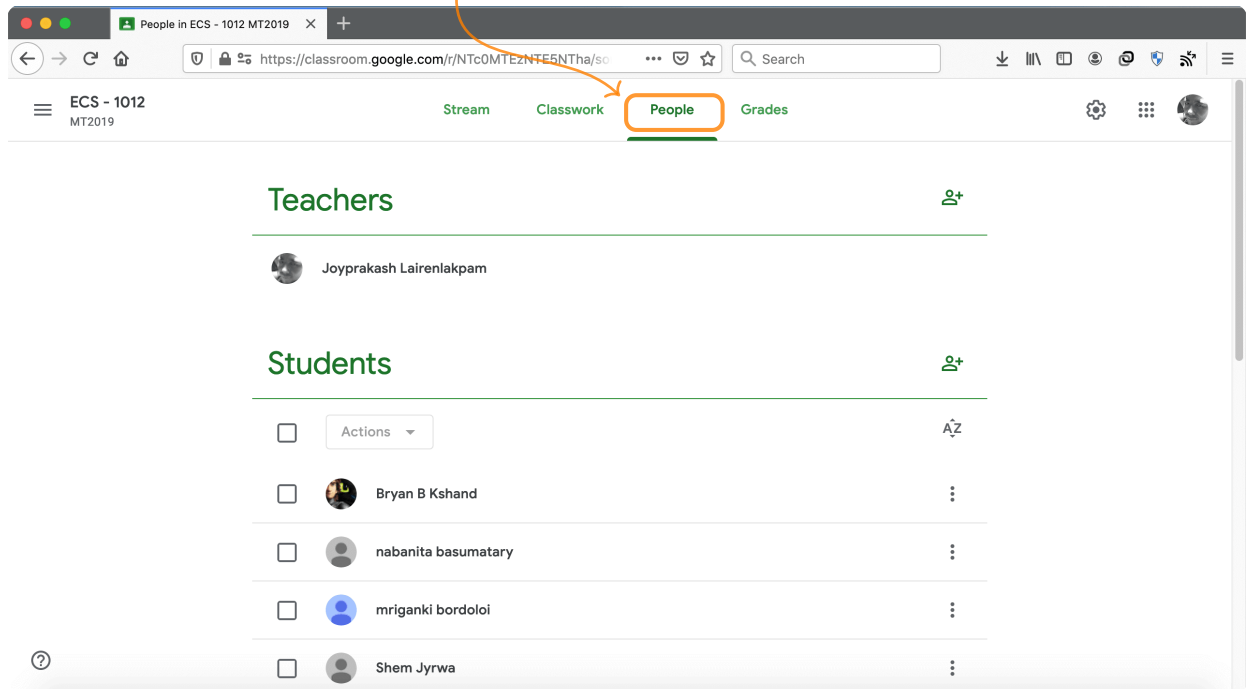 People in ECS - 1012 MT2019
https://classroom.google.com/r/NTc0MTEzNTE5NTha/so
Search
ECS - 1012
MT2019
Stream Classwork People Grades
Teachers
Joyprakash Lairenlakpam
Students
Actions
AZ
Bryan B Kshand
nabanita basumatary
mriganki bordoloi
Shem Jyrwa